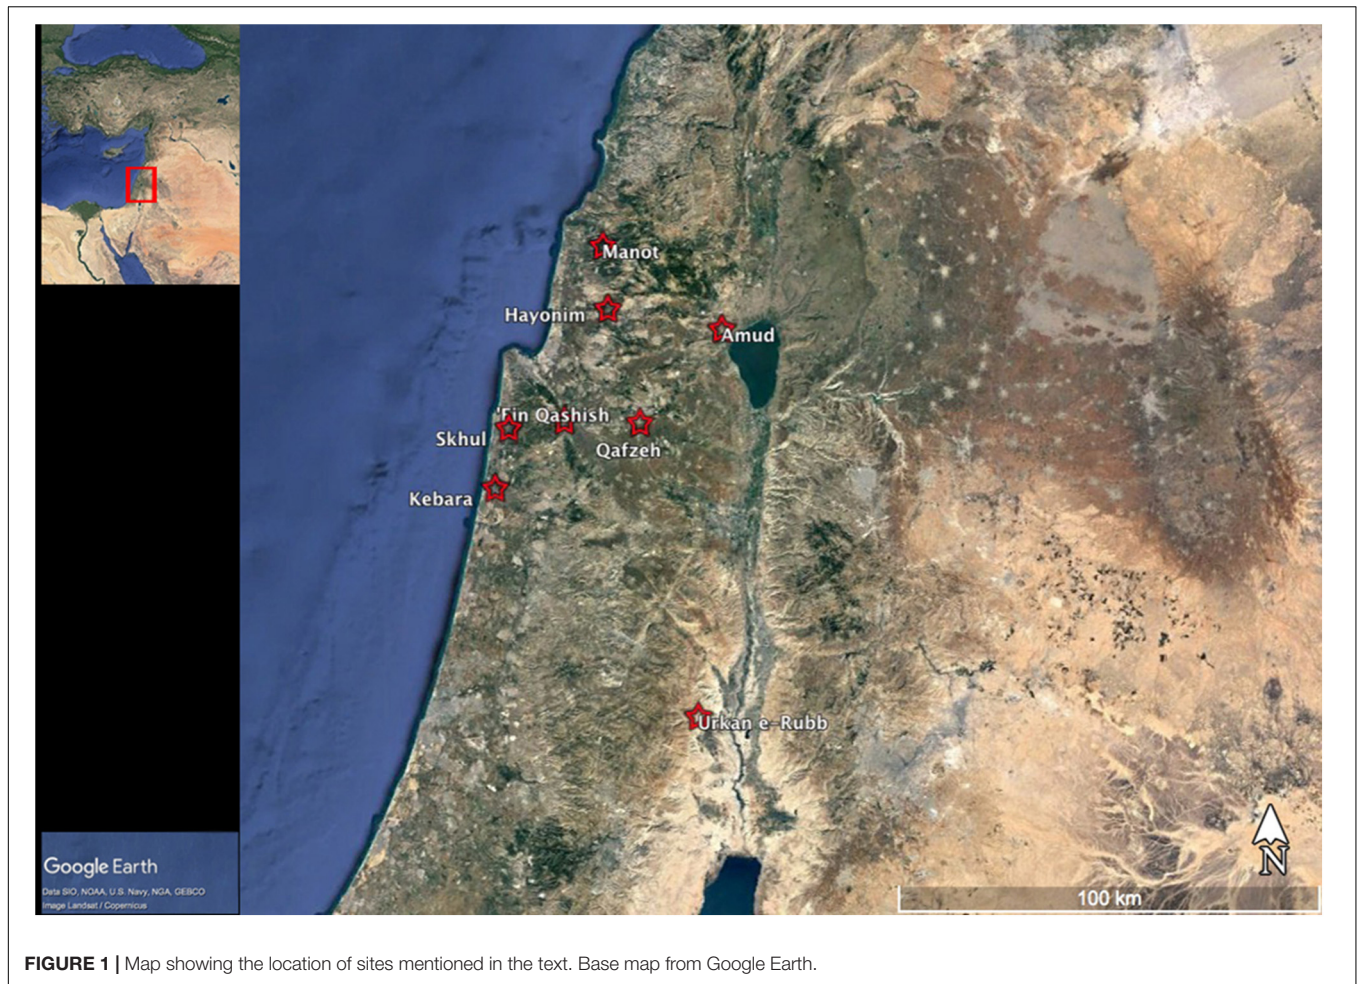 Manot
Hayonim
Amud
'Ein Qashish
Skhul
Qafzeh
Kebara
Urkan e-Rubb
Google Earth
Data SIO, NOAA, U.S. Navy, NGA, GEBCO
Image Landsat / Copernicus
N
100 km
FIGURE 1 | Map showing the location of sites mentioned in the text. Base map from Google Earth.